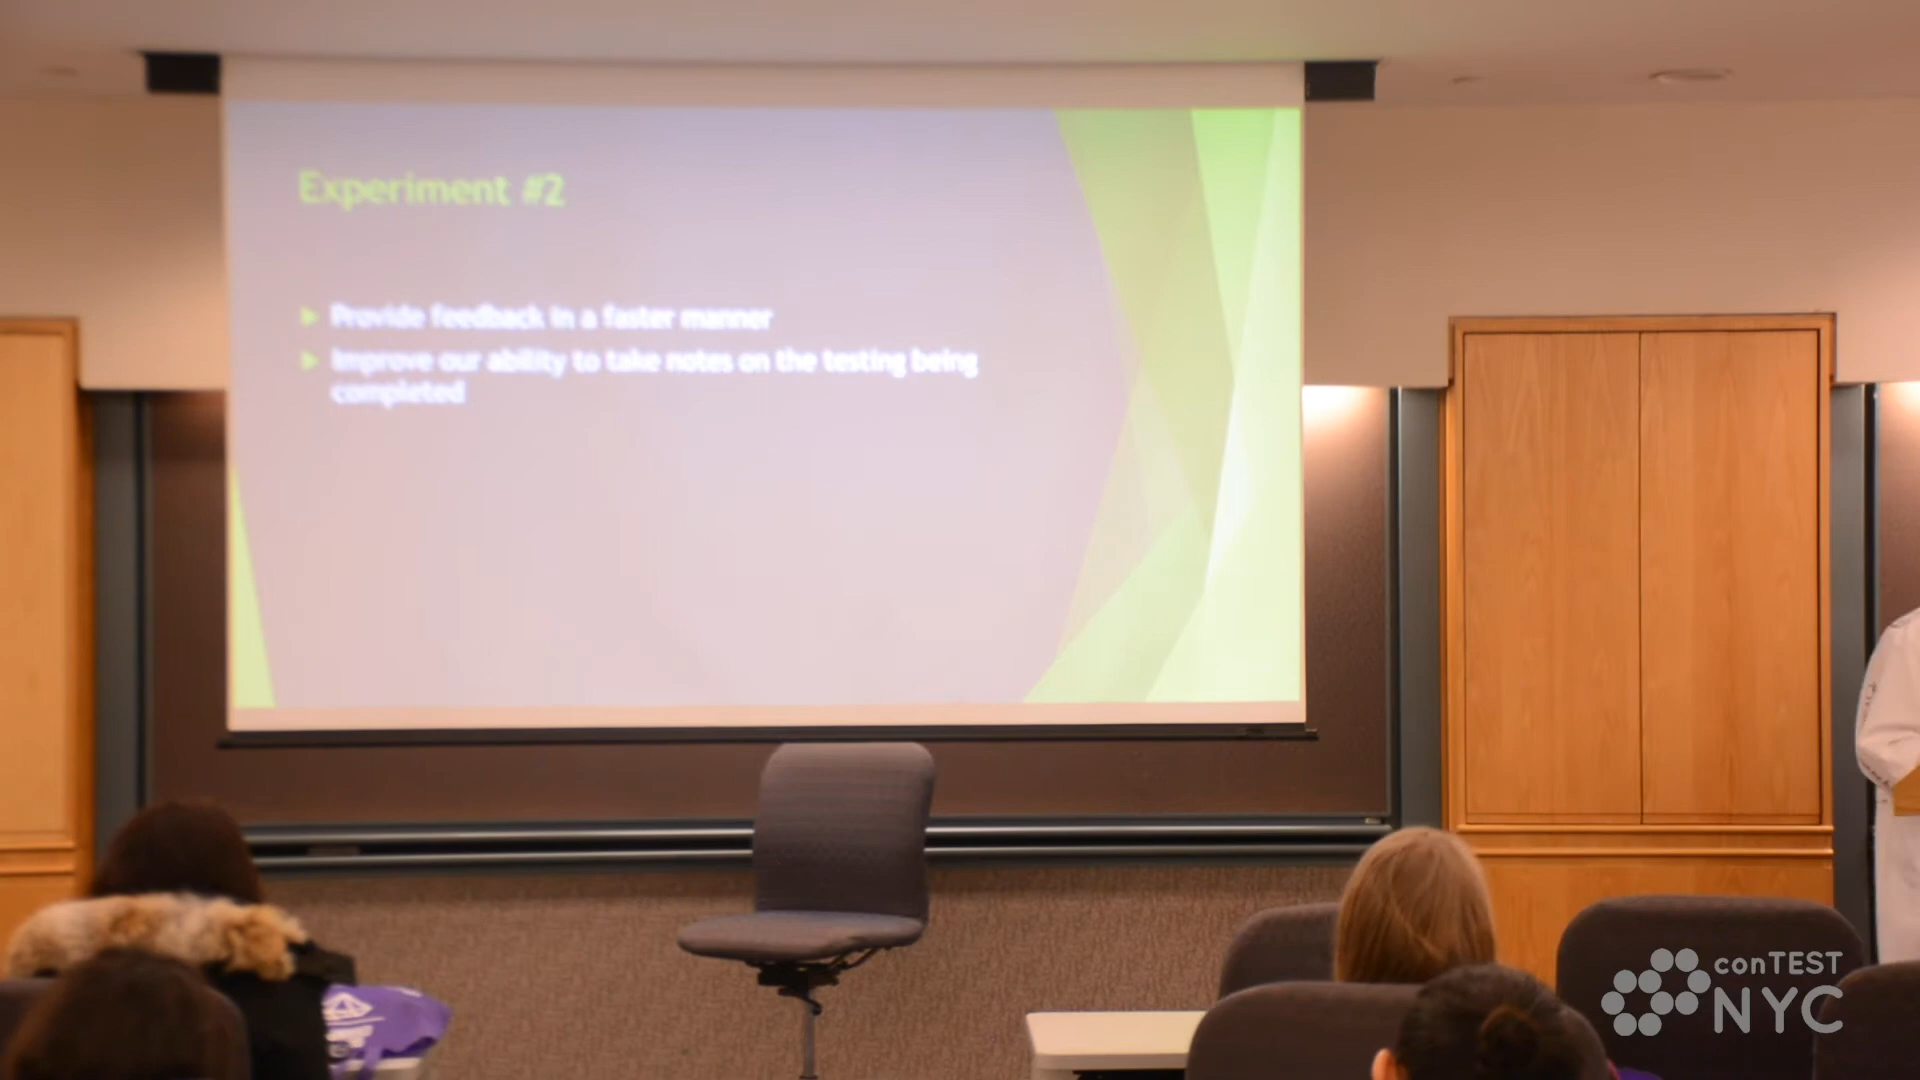 Experiment #2
Provide feedback in a faster manner
Improve our ability to take notes on the testing being
completed
conTEST
NYC